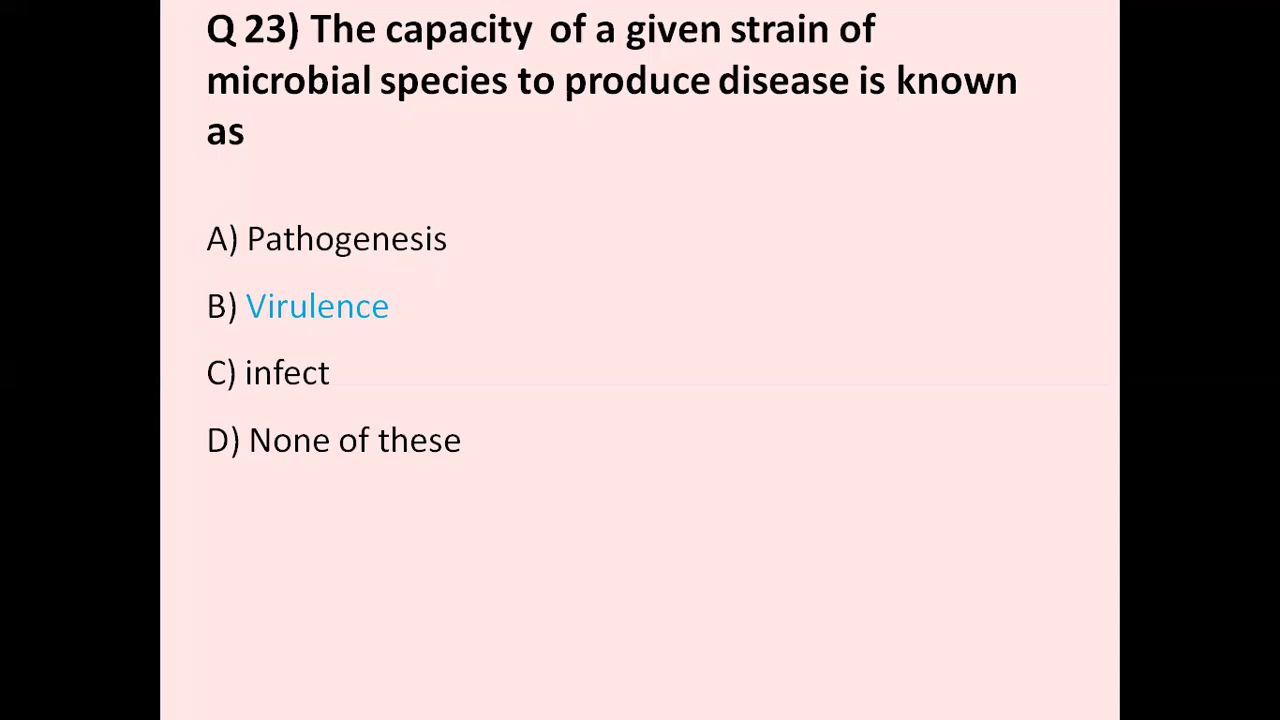 Q 23) The capacity of a given strain of
microbial species to produce disease is known
as
A) Pathogenesis
B) Virulence
C) infect
D) None of these